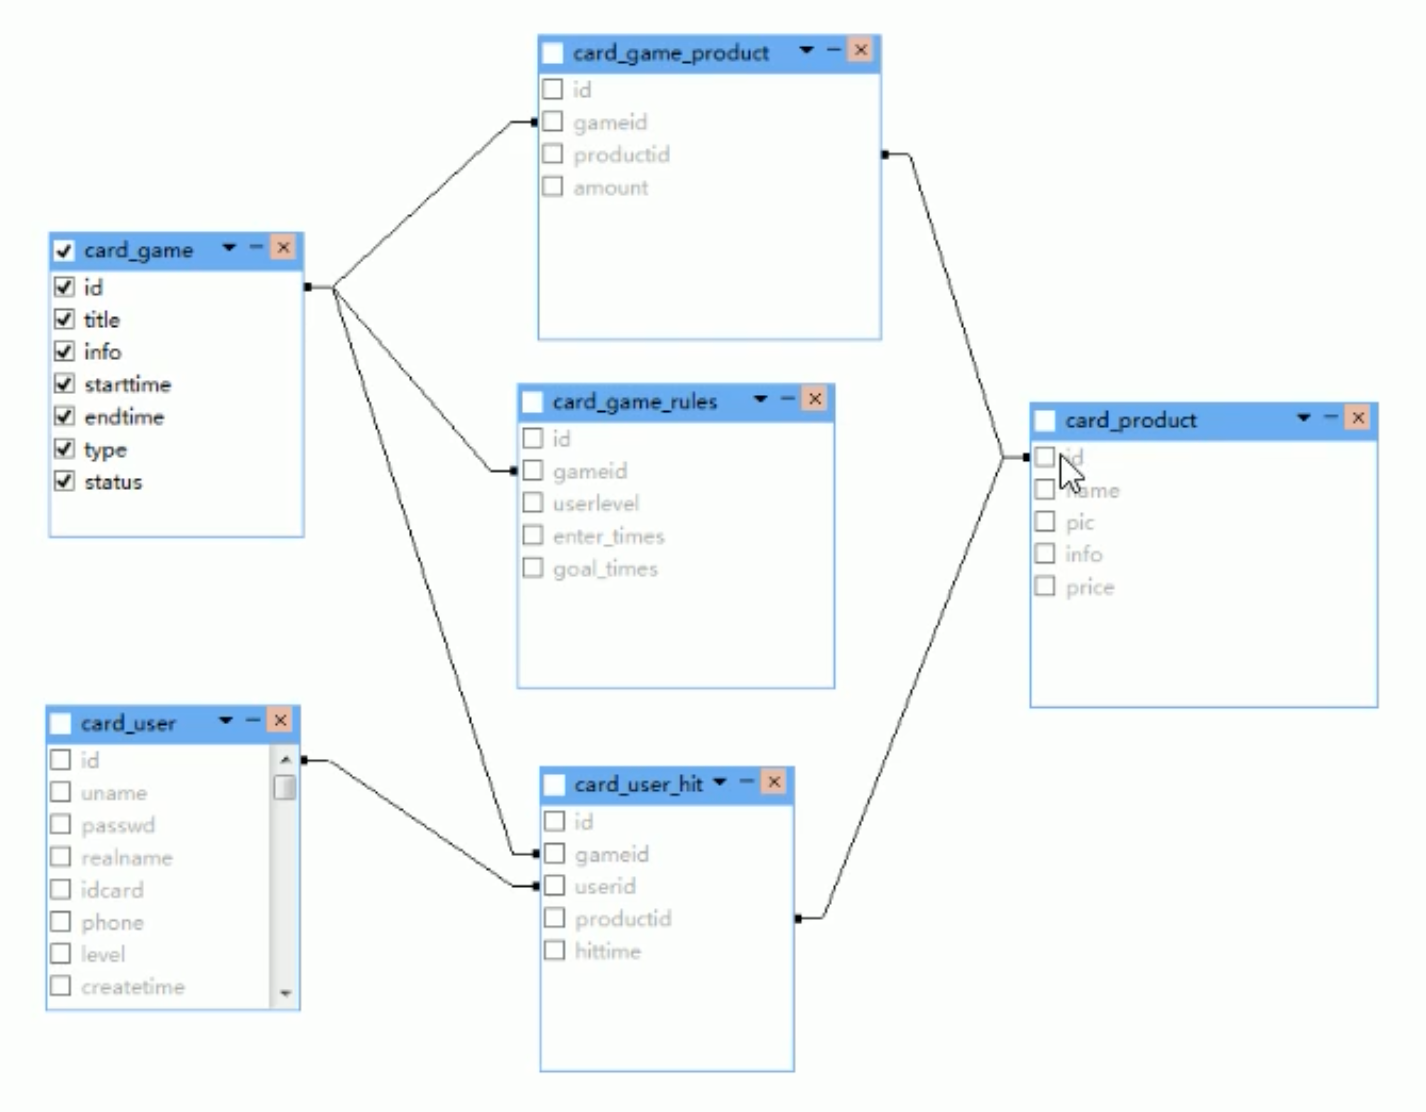 card_game_product
id
gameid
productid
amount
card_game
id
title
info
starttime
endtime
type
status
card_game_rules
id
gameid
userlevel
enter_times
goal_times
card_product
id
name
pic
info
price
card_user
id
uname
passwd
realname
idcard
phone
level
createtime
card_user_hit
id
gameid
userid
productid
hittime